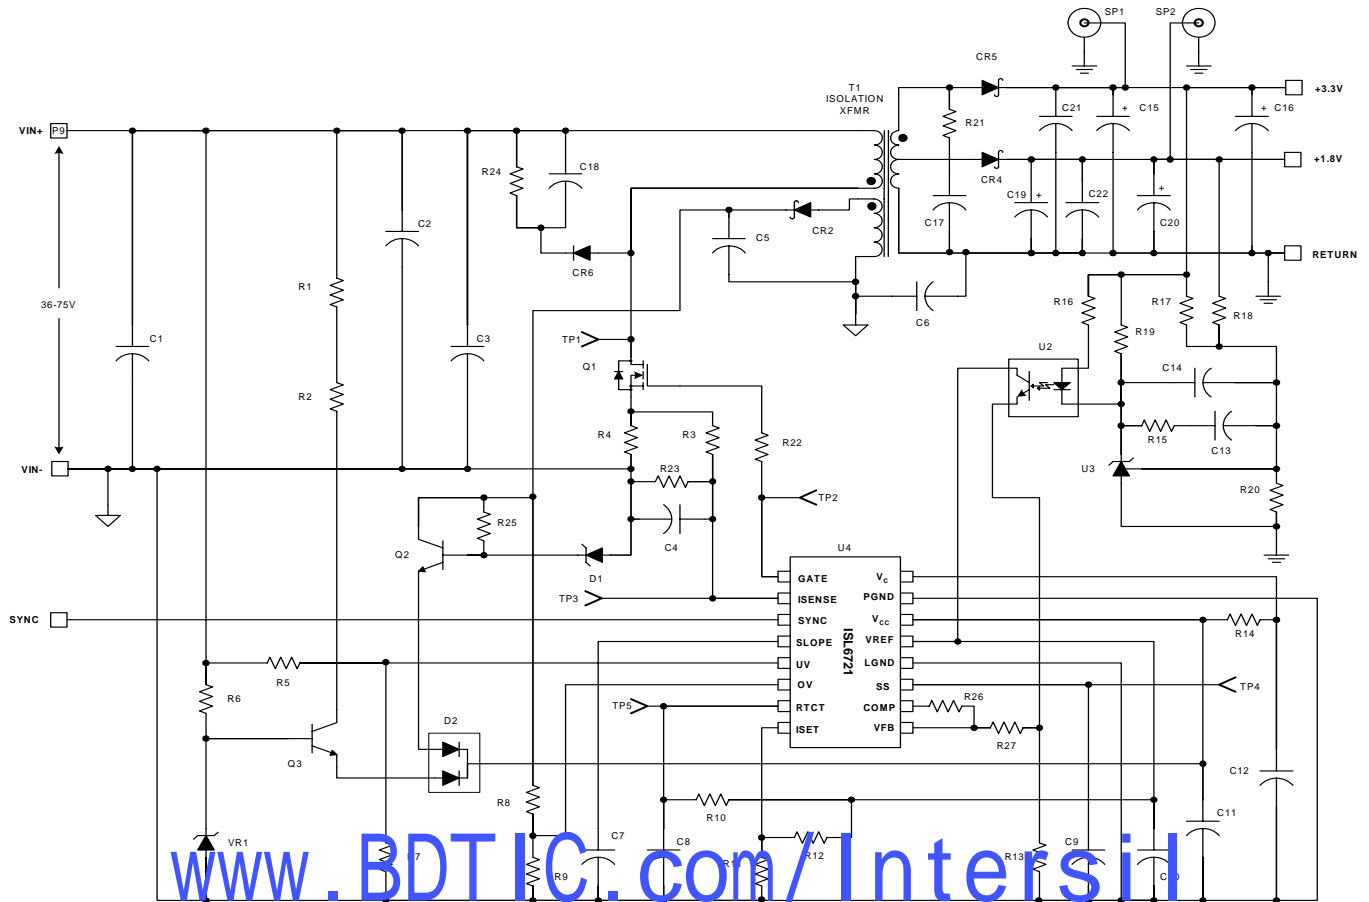 SP1
SP2
CR5
T1
ISOLATION
XFMR
+3.3V
C21
C15
C16
R21
VIN+
P9
+1.8V
R24
C18
CR4
C19
C22
C20
C17
C2
C5
CR2
CR6
RETURN
R1
36-75V
R16
R17
R18
C6
R19
C1
C3
TP1
U2
Q1
C14
R2
R4
R3
R22
R15
C13
VIN-
R23
U3
TP2
R20
R25
C4
Q2
D1
U4
GATE
VC
TP3
ISENSE
PGND
SYNC
SYNC
VCC
R14
SLOPE
VREF
ISL6721
UV
LGND
R5
OV
SS
TP4
R6
TP5
RTCT
COMP
R26
D2
ISET
VFB
R27
Q3
C12
R8
R10
C11
VR1
C7
C8
R12
C9
R13
R9
www.BDTIC.com/Intersil